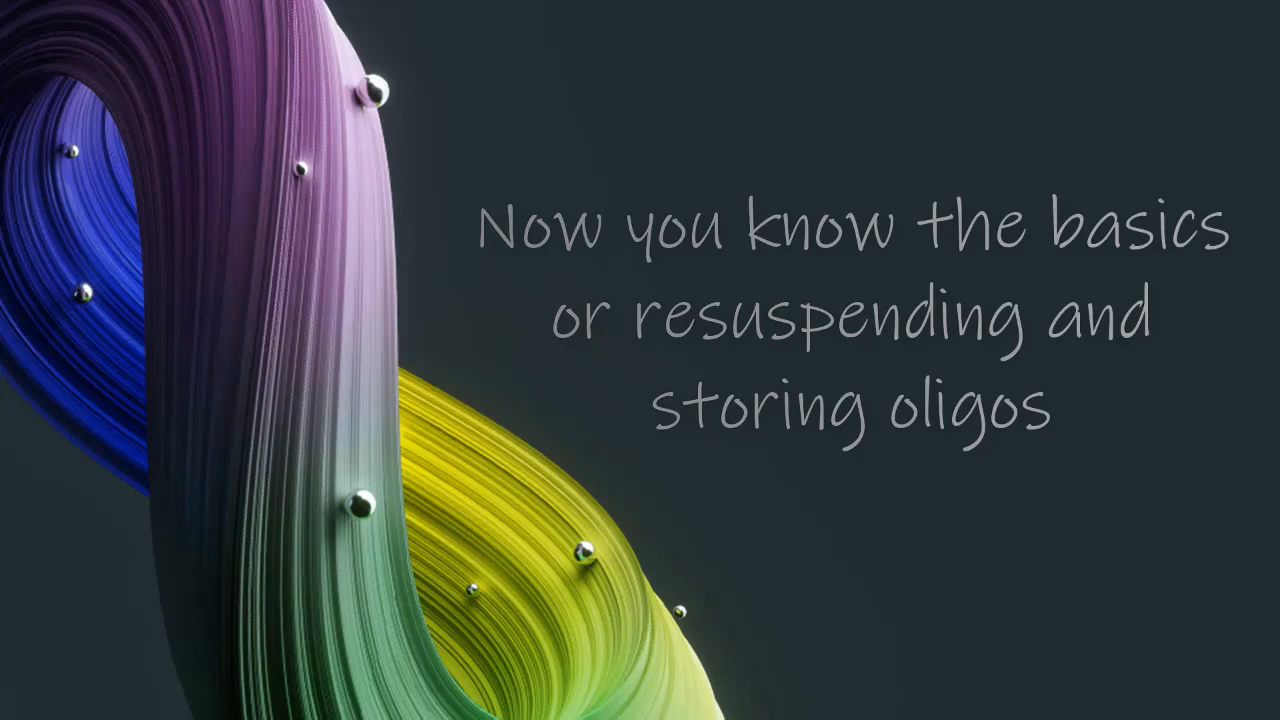 Now you know the basics
or resuspending and
storing oligos